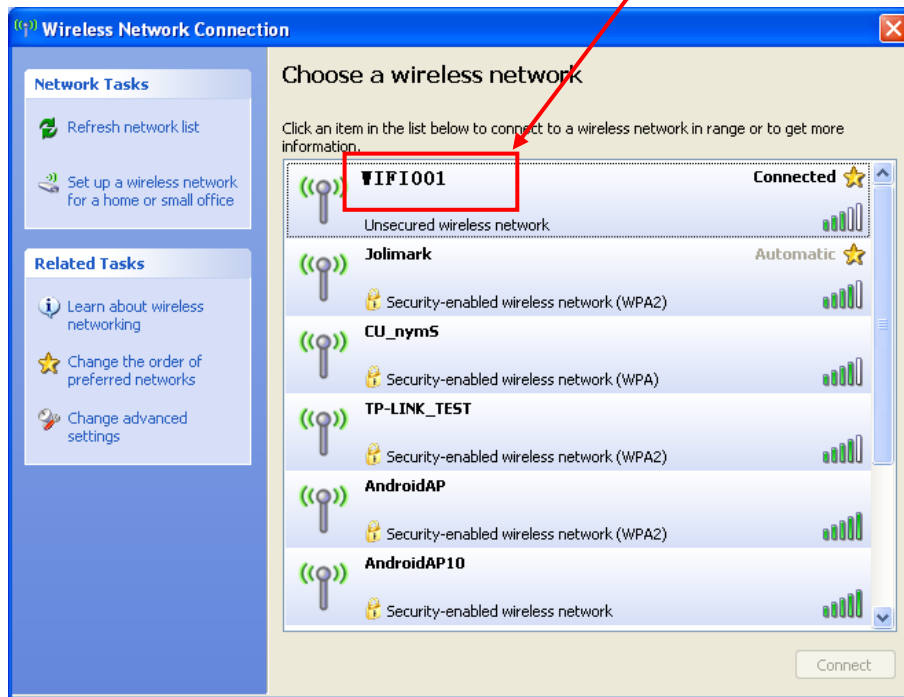 Wireless Network Connection
Network Tasks
Refresh network list
Set up a wireless network
for a home or small office
Related Tasks
Learn about wireless
networking
Change the order of
preferred networks
Change advanced
settings
Choose a wireless network
Click an item in the list below to connect to a wireless network in range or to get more
information.
WIFI001
Connected
Unsecured wireless network
Jolimark
Automatic
Security-enabled wireless network (WPA2)
CU_nymS
Security-enabled wireless network (WPA)
TP-LINK_TEST
Security-enabled wireless network (WPA2)
AndroidAP
Security-enabled wireless network (WPA2)
AndroidAP10
Security-enabled wireless network
Connect